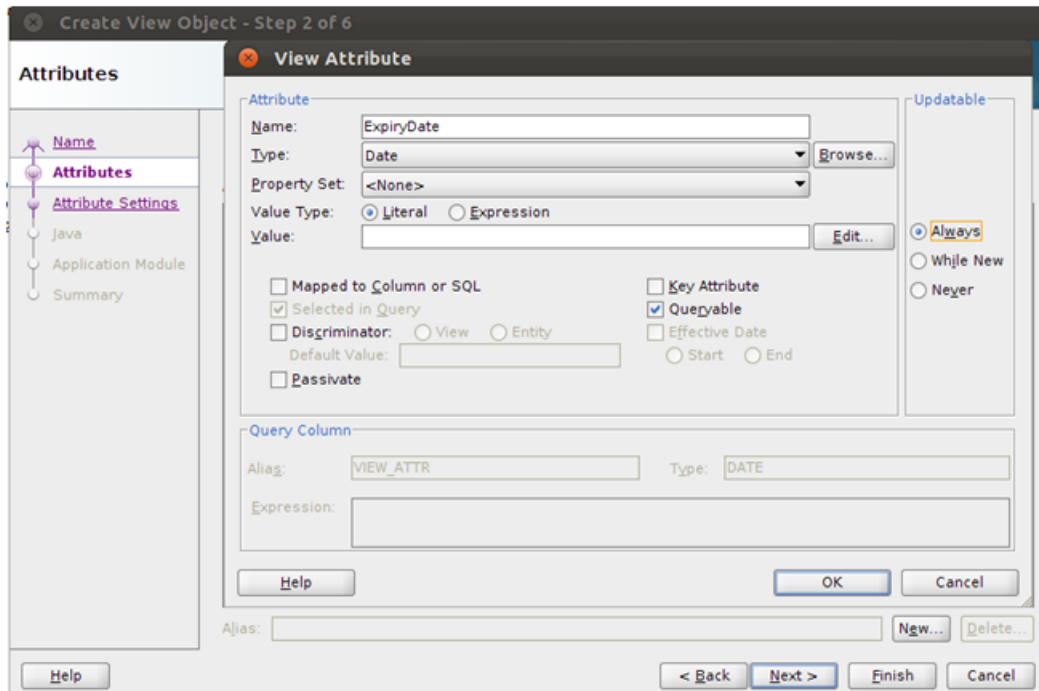 Create View Object - Step 2 of 6
Attributes
Name
Attributes
Attribute Settings
Java
Application Module
Summary
View Attribute
Attribute
Updatable
Name: ExpiryDate
Type: Date Browse...
Property Set: <None>
Value Type: Literal Expression
Value: Edit...
Always
While New
Never
Mapped to Column or SQL Key Attribute
Selected in Query Queryable
Discriminator: View Entity Effective Date
Default Value: Start End
Passivate
Query Column
Alias: VIEW_ATTR Type: DATE
Expression:
Help OK Cancel
Alias: New... Delete...
Help < Back Next > Finish Cancel